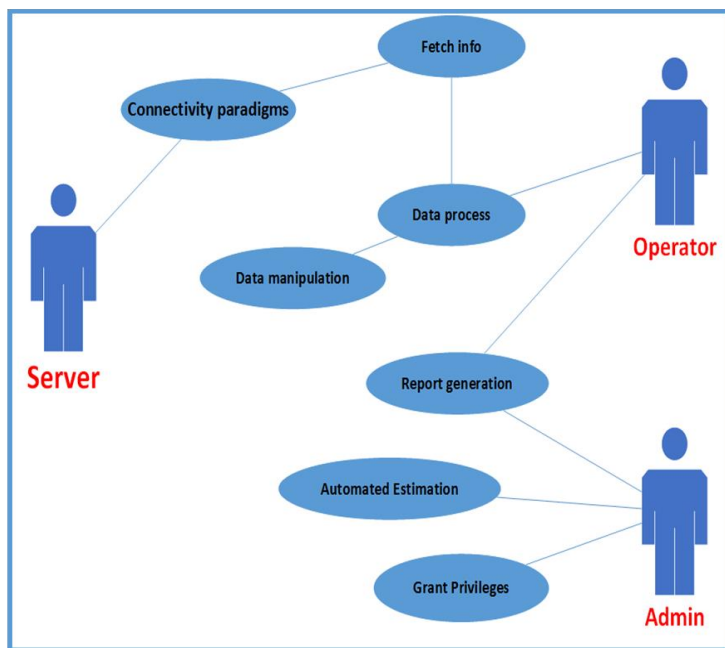 Fetch info
Connectivity paradigms
Data process
Operator
Data manipulation
Server
Report generation
Automated Estimation
Grant Privileges
Admin